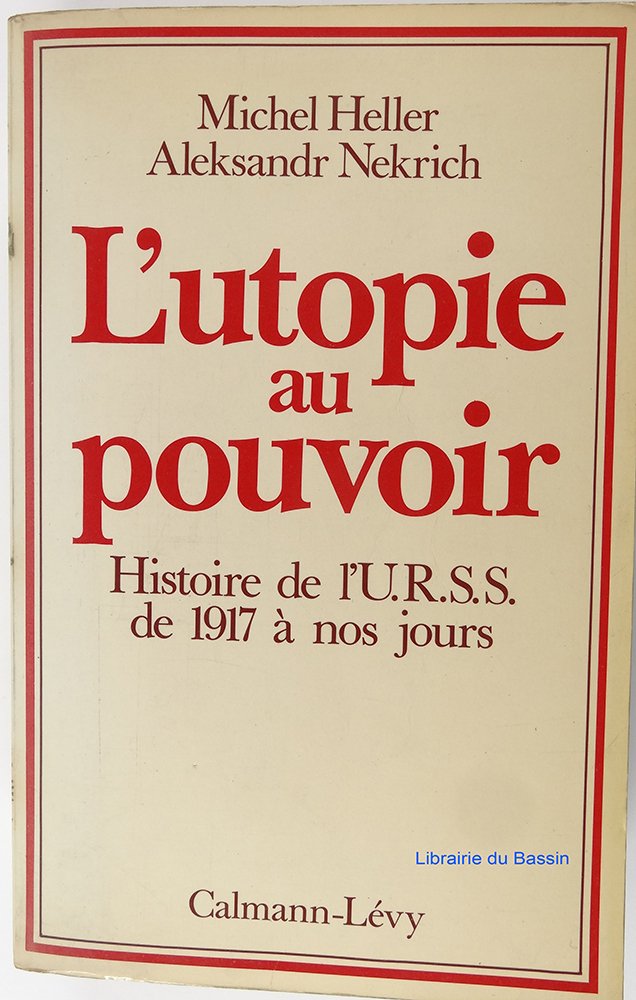 Michel Heller
Aleksandr Nekrich
L'utopie
au
pouvoir
Histoire de l'U.R.S.S.
de 1917 à nos jours
Librairie du Bassin
Calmann-Lévy